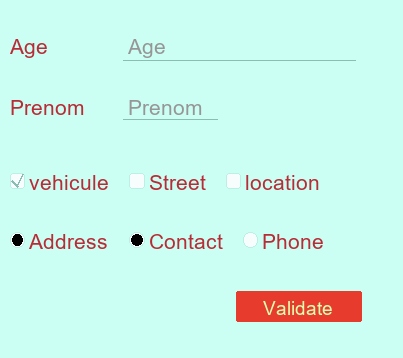 Age Age
Prenom Prenom
vehicule Street location
Address Contact Phone
Validate